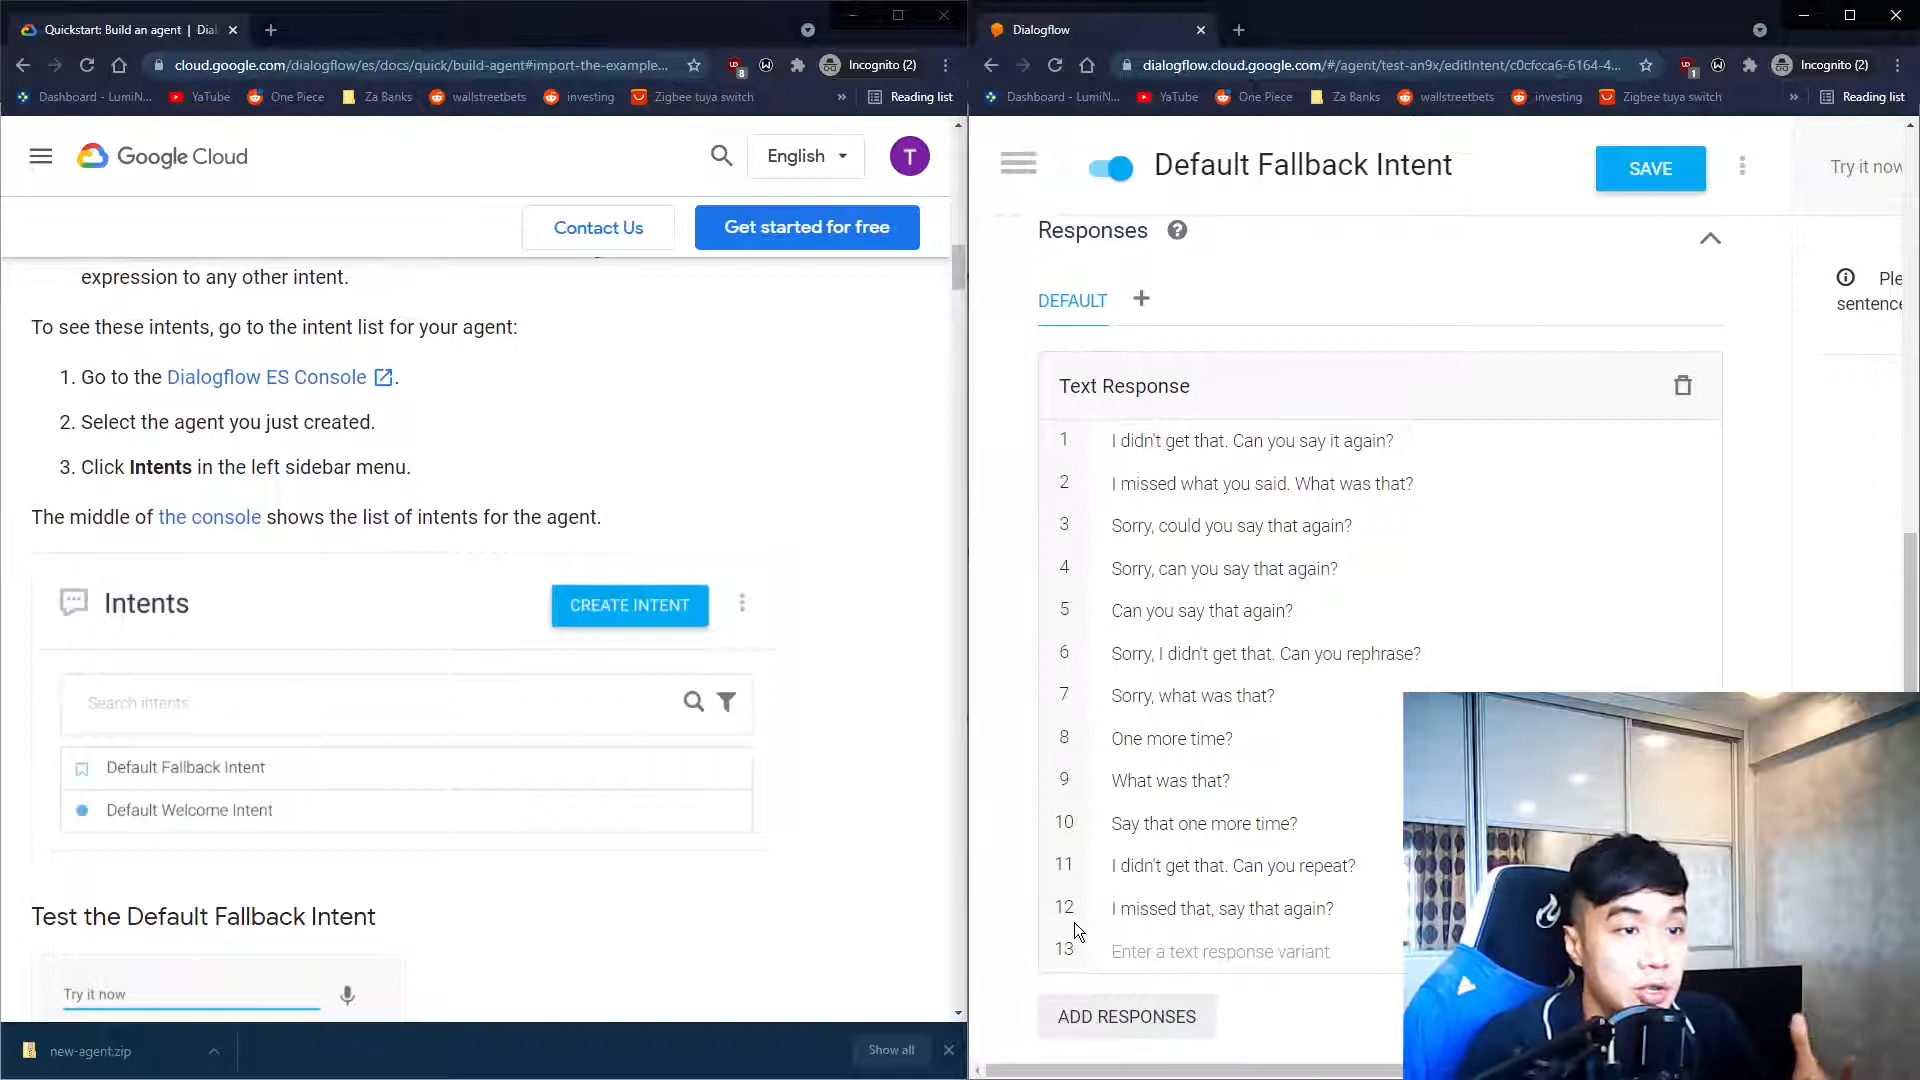 Quickstart: Build an agent | Dial
cloud.google.com/dialogflow/es/docs/quick/build-agent#import-the-example...
8
Incognito (2)
Dashboard - LumiN...
YaTube
One Piece
Za Banks
wallstreetbets
investing
Zigbee tuya switch
»
Reading list
Google Cloud
English
T
Contact Us
Get started for free
expression to any other intent.
To see these intents, go to the intent list for your agent:
1. Go to the Dialogflow ES Console.
2. Select the agent you just created.
3. Click Intents in the left sidebar menu.
The middle of the console shows the list of intents for the agent.
Intents
CREATE INTENT
Search intents
Default Fallback Intent
Default Welcome Intent
Test the Default Fallback Intent
Try it now
new-agent.zip
Show all
Dialogflow
dialogflow.cloud.google.com/#/agent/test-an9x/editIntent/c0cfcca6-6164-4...
1
Incognito (2)
Dashboard - LumiN...
YaTube
One Piece
Za Banks
wallstreetbets
investing
Zigbee tuya switch
»
Reading list
Default Fallback Intent
SAVE
Try it now
Responses
DEFAULT
Ple
sentence
Text Response
1 I didn't get that. Can you say it again?
2 I missed what you said. What was that?
3 Sorry, could you say that again?
4 Sorry, can you say that again?
5 Can you say that again?
6 Sorry, I didn't get that. Can you rephrase?
7 Sorry, what was that?
8 One more time?
9 What was that?
10 Say that one more time?
11 I didn't get that. Can you repeat?
12 I missed that, say that again?
13 Enter a text response variant
ADD RESPONSES